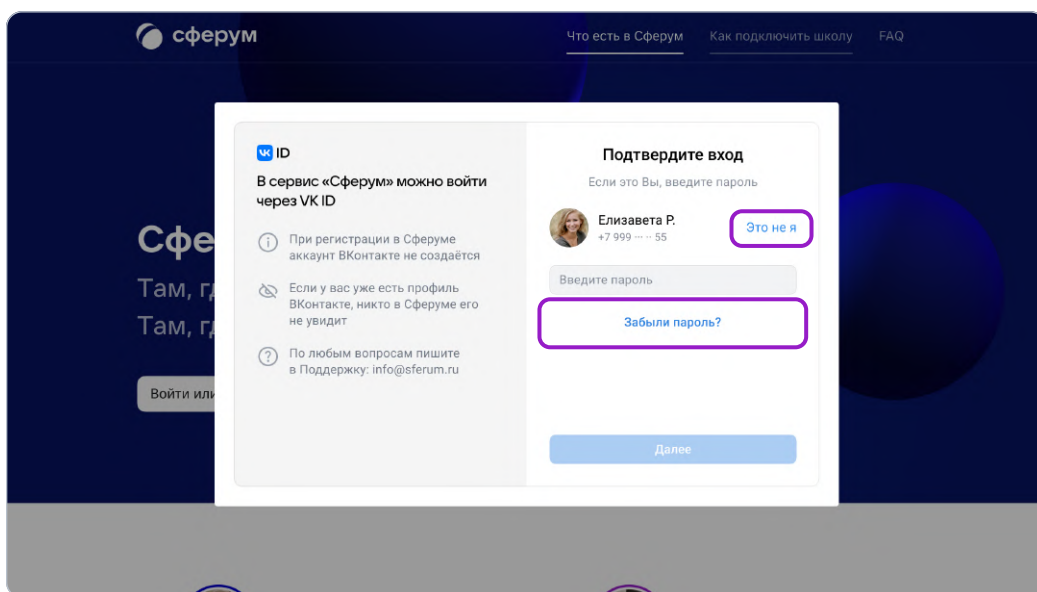 сферум
Что есть в Сферум
Как подключить школу
FAQ
VK ID
В сервис «Сферум» можно войти
через VK ID
При регистрации в Сферуме
аккаунт ВКонтакте не создаётся
Если у вас уже есть профиль
ВКонтакте, никто в Сферуме его
не увидит
По любым вопросам пишите
в Поддержку: info@sferum.ru
Подтвердите вход
Если это Вы, введите пароль
Елизавета Р.
+7 999 ··· ·· 55
Это не я
Введите пароль
Забыли пароль?
Далее
Сфе
Там, г
Там, г
Войти или